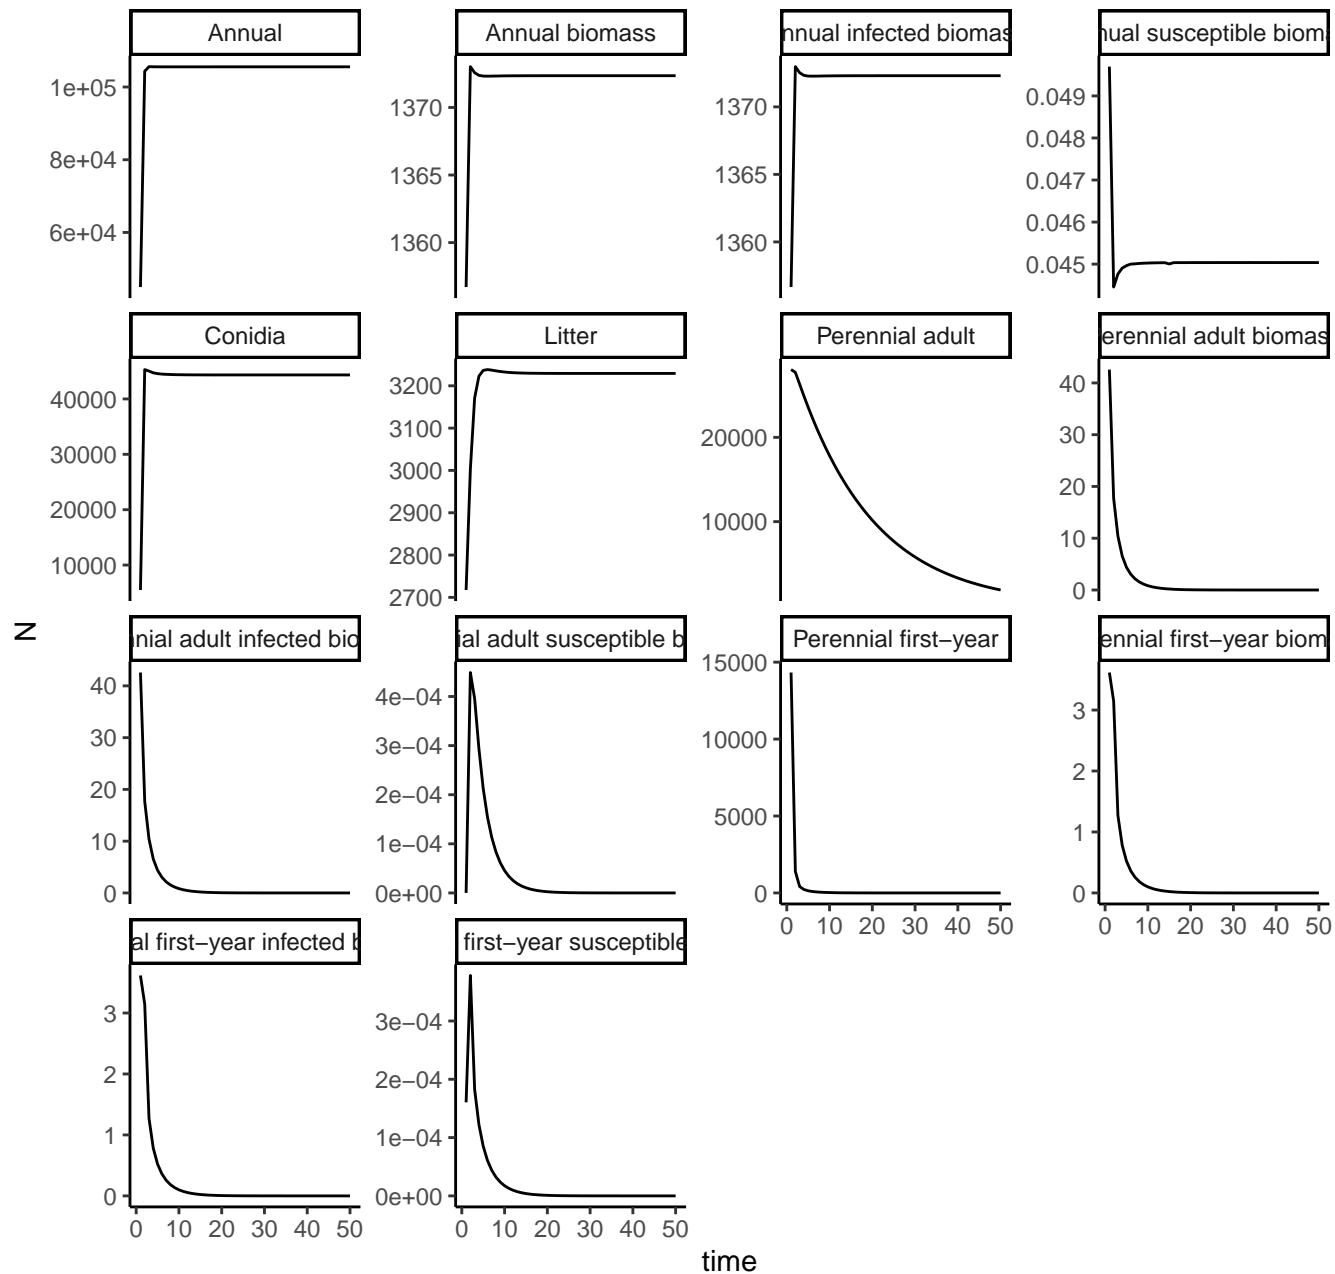 Annual
Annual biomass
nnual infected biomas
nual susceptible biom
1e+05
8e+04
6e+04
1370
1365
1360
1370
1365
1360
0.049
0.048
0.047
0.046
0.045
Conidia
Litter
Perennial adult
erennial adult biomas
40000
30000
20000
10000
3200
3100
3000
2900
2800
2700
20000
10000
40
30
20
10
0
N
nnial adult infected bio
ial adult susceptible b
Perennial first−year
ennial first−year biom
40
30
20
10
0
4e−04
3e−04
2e−04
1e−04
0e+00
15000
10000
5000
0
3
2
1
0
0 10 20 30 40 50
0 10 20 30 40 50
al first−year infected b
first−year susceptible
3
2
1
0
3e−04
2e−04
1e−04
0e+00
0 10 20 30 40 50
0 10 20 30 40 50
time